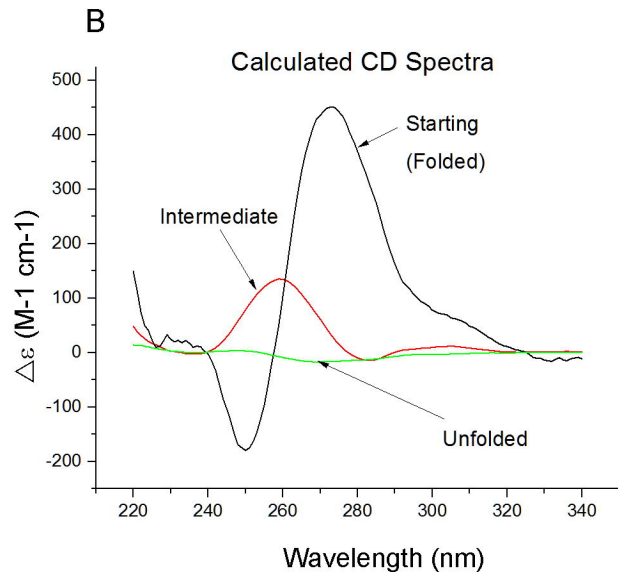 B
Calculated CD Spectra
500
400
300
200
100
0
-100
-200
Δε (M-1 cm-1)
Starting
(Folded)
Intermediate
Unfolded
220 240 260 280 300 320 340
Wavelength (nm)